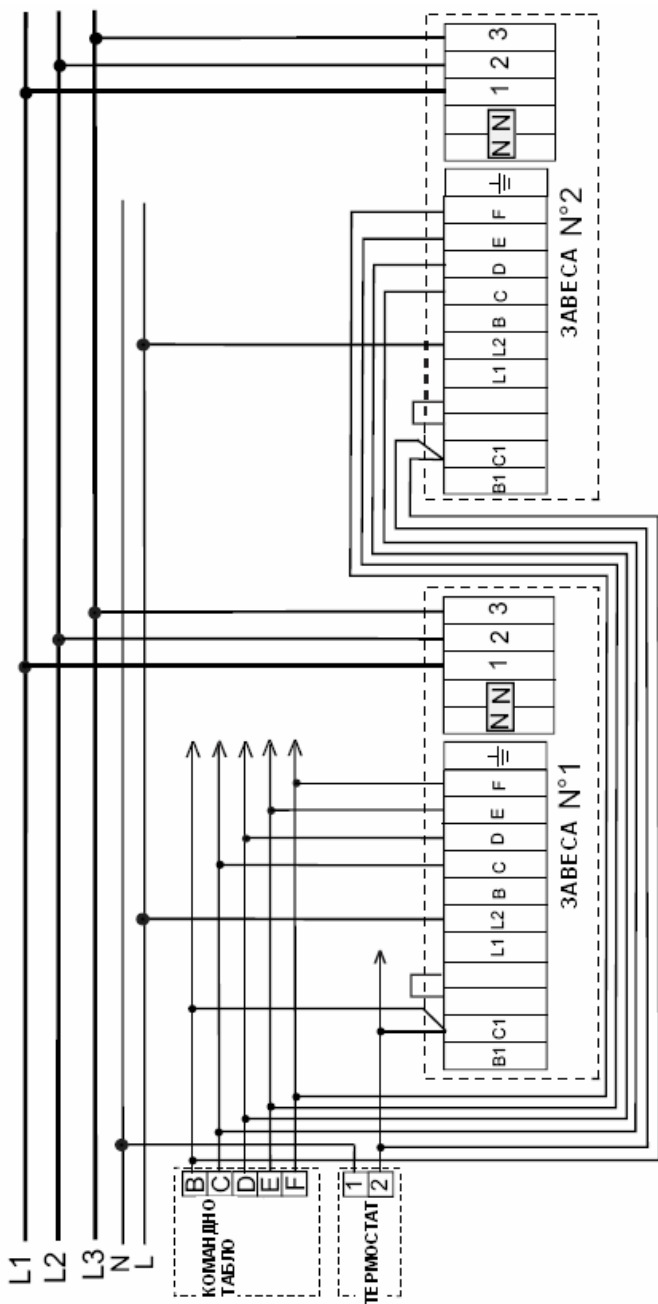 L1
L2
L3
N
L
КОМАНДНО
ТАБЛО
B
C
D
E
F
ТЕРМОСТАТ
1
2
B1 C1 L1 L2 B C D E F
N N 1 2 3
ЗАВЕСА N°1
B1 C1 L1 L2 B C D E F
N N 1 2 3
ЗАВЕСА N°2